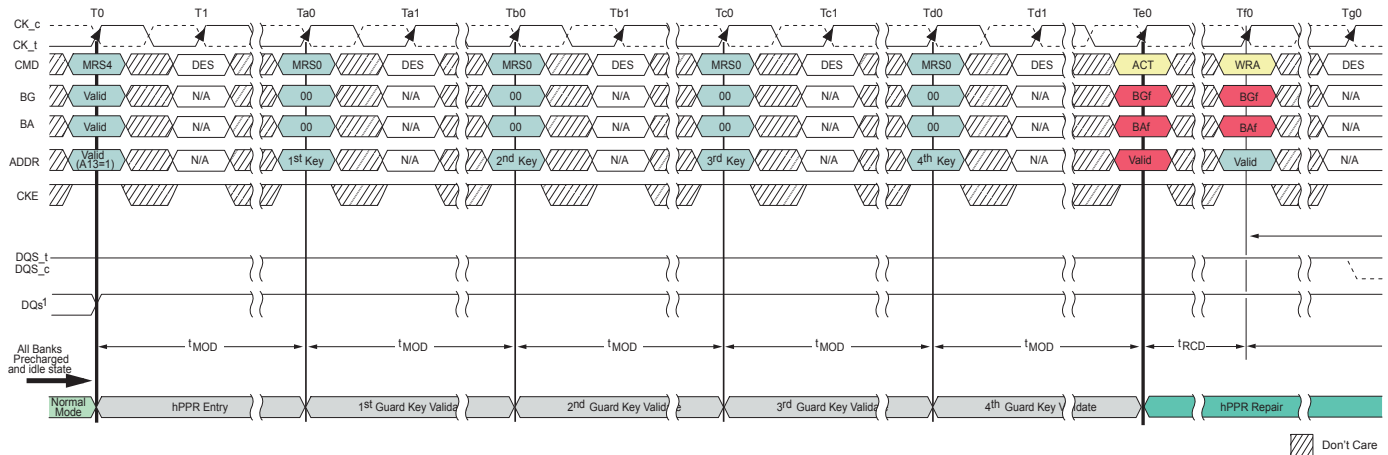 T0 T1 Ta0 Ta1 Tb0 Tb1 Tc0 Tc1 Td0 Td1 Te0 Tf0 Tg0
CK_c
CK_t
CMD MRS4 DES MRS0 DES MRS0 DES MRS0 DES MRS0 DES ACT WRA DES
BG Valid N/A 00 N/A 00 N/A 00 N/A 00 N/A BGf BGf N/A
BA Valid N/A 00 N/A 00 N/A 00 N/A 00 N/A BAf BAf N/A
ADDR Valid (A13=1) N/A 1st Key N/A 2nd Key N/A 3rd Key N/A 4th Key N/A Valid Valid N/A
CKE
DQS_t
DQS_c
DQs1
All Banks
Precharged
and idle state
tMOD tMOD tMOD tMOD tMOD tRCD
Normal Mode hPPR Entry 1st Guard Key Valida 2nd Guard Key Valid e 3rd Guard Key Valida 4th Guard Key V idate hPPR Repair
Don't Care